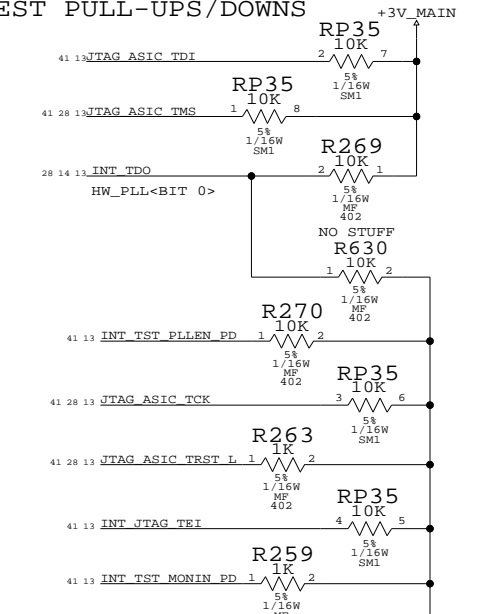 EST PULL-UPS/DOWNS
+3V_MAIN
RP35
10K
41 13 JTAG_ASIC_TDI 2 7
5%
1/16W
SM1
RP35
10K
41 28 13 JTAG_ASIC_TMS 1 8
5%
1/16W
SM1
R269
10K
28 14 13 INT_TDO 2 1
HW_PLL<BIT 0>
5%
1/16W
MF
402
NO STUFF
R630
10K
1 2
5%
1/16W
MF
402
R270
10K
41 13 INT_TST_PLLEN_PD 1 2
5%
1/16W
MF
402
RP35
10K
41 28 13 JTAG_ASIC_TCK 3 6
5%
1/16W
SM1
R263
1K
41 28 13 JTAG_ASIC_TRST_L 1 2
5%
1/16W
MF
402
RP35
10K
41 13 INT_JTAG_TEI 4 5
5%
1/16W
SM1
R259
1K
41 13 INT_TST_MONIN_PD 1 2
5%
1/16W